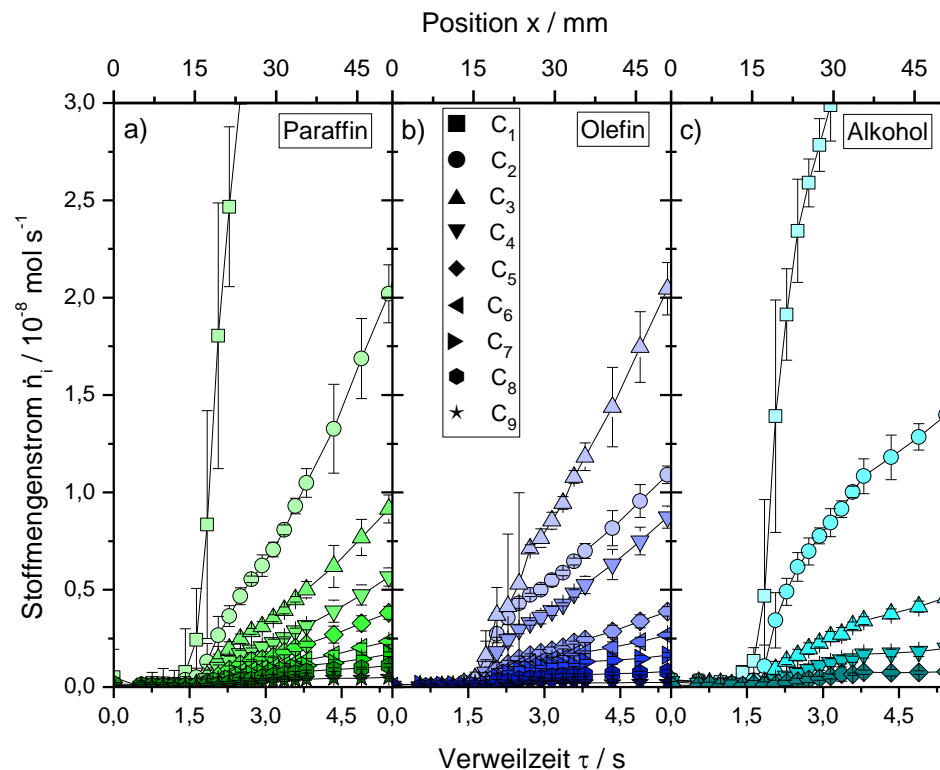 Position x / mm
0 15 30 45 0 15 30 45 0 15 30 45
3,0
2,5
2,0
1,5
1,0
0,5
0,0
Stoffmengenstrom ṅi / 10-8 mol s-1
a) Paraffin
b) Olefin
C1
C2
C3
C4
C5
C6
C7
C8
C9
c) Alkohol
0,0 1,5 3,0 4,5 0,0 1,5 3,0 4,5 0,0 1,5 3,0 4,5
Verweilzeit τ / s